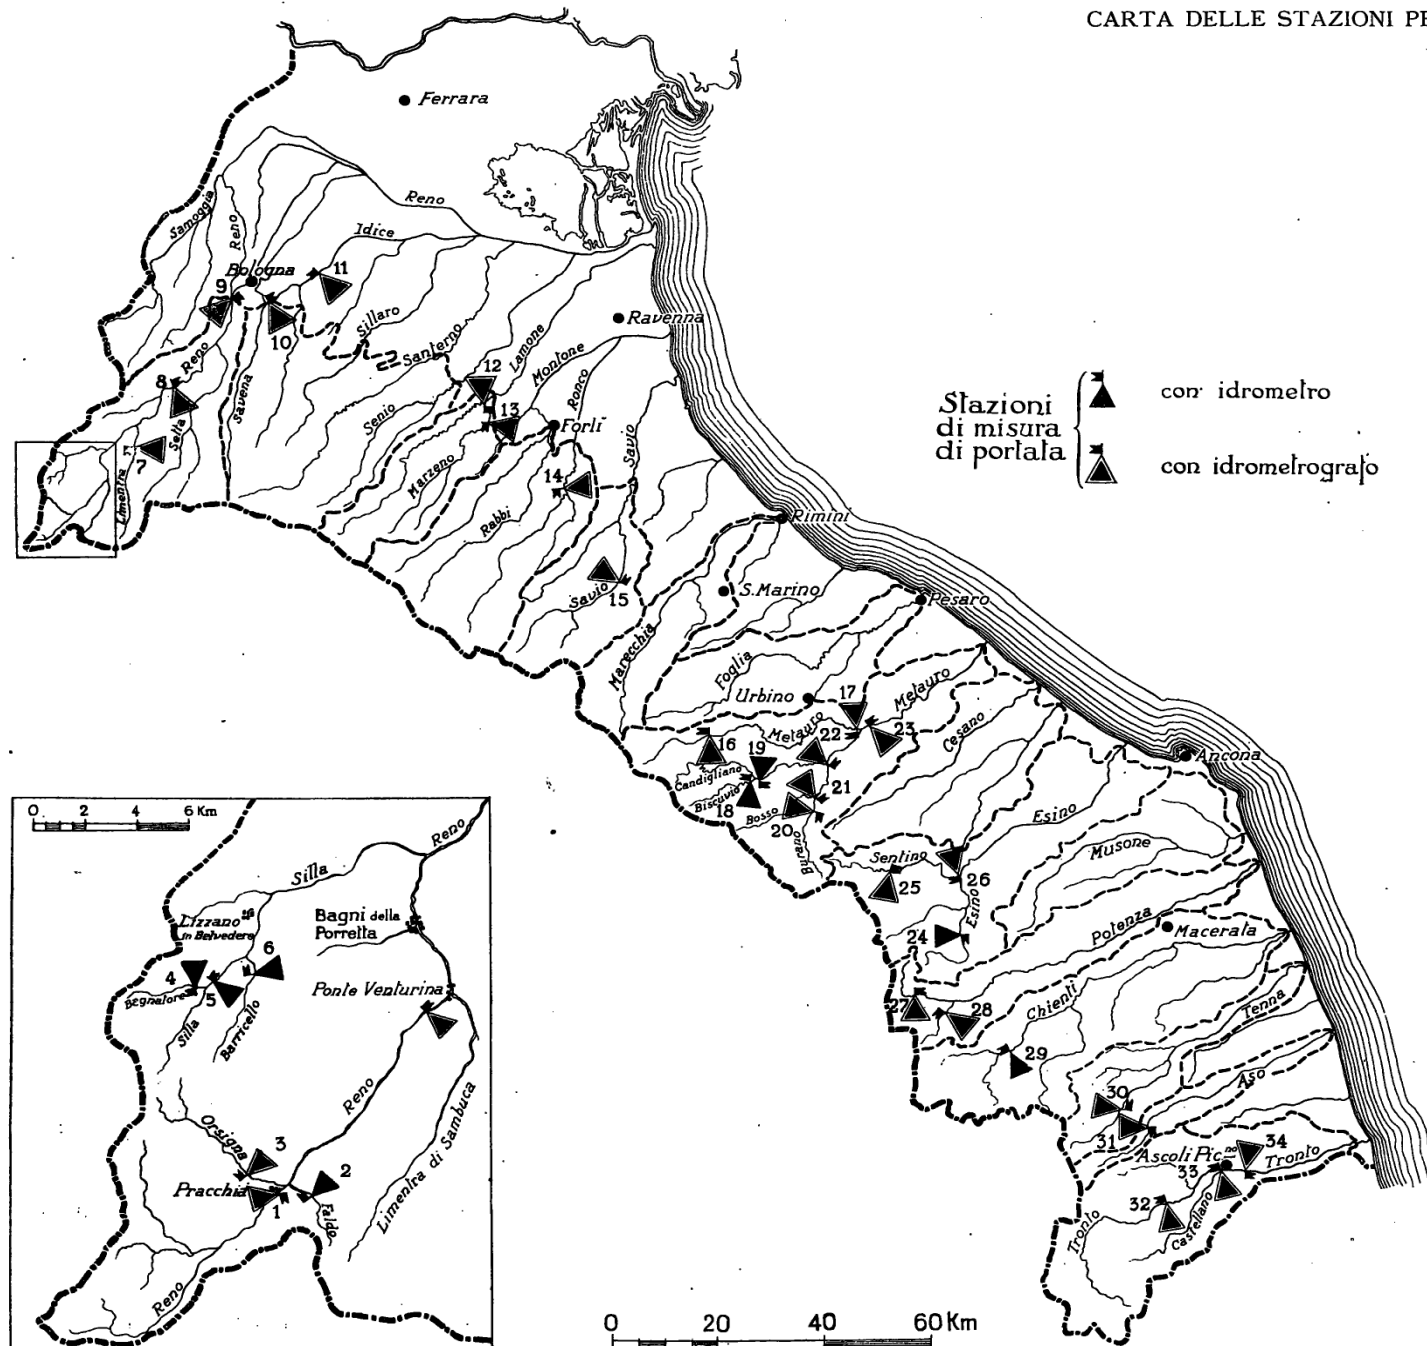 CARTA DELLE STAZIONI PE
Ferrara
Samoggia
Reno
Reno
Idice
Bologna
9
11
10
Sillaro
Ravenna
Santerno
Lamone
Montone
Ronco
12
8
Reno
Savena
Senio
13
Forlì
Setta
7
Limentra
Marzeno
14
Savio
Rabbi
Rimini
Savio
15
S. Marino
Pesaro
Marecchia
Foglia
Urbino
17
Metauro
Metauro
16
19
22
23
Cesano
Candigliano
Biscuvio
18
Bosso
20
21
Burano
Ancona
Esino
Musone
Sentino
25
26
Esino
24
Potenza
Macerata
27
28
Chienti
29
Tenna
Aso
30
31
Ascoli Pic.no
34
33
Tronto
32
Castellano
Tronto
Stazioni
di misura
di portata
con idrometro
con idrometrografo
0 2 4 6 Km
Reno
Silla
Lizzano
in Belvedere
Bagni della
Porretta
4
6
5
Bagnatore
Silla
Barricello
Ponte Venturina
Reno
Orsigna
3
2
Pracchia
1
Faldo
Limentra di Sambuca
Reno
0 20 40 60 Km